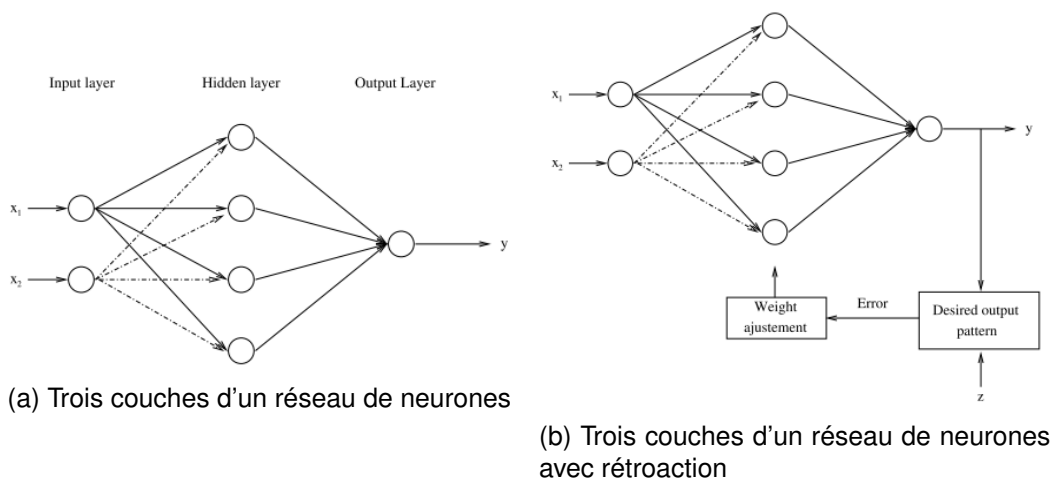 Input layer
Hidden layer
Output Layer
x1
x2
y
(a) Trois couches d'un réseau de neurones
x1
x2
y
Weight
ajustement
Error
Desired output
pattern
z
(b) Trois couches d'un réseau de neurones
avec rétroaction